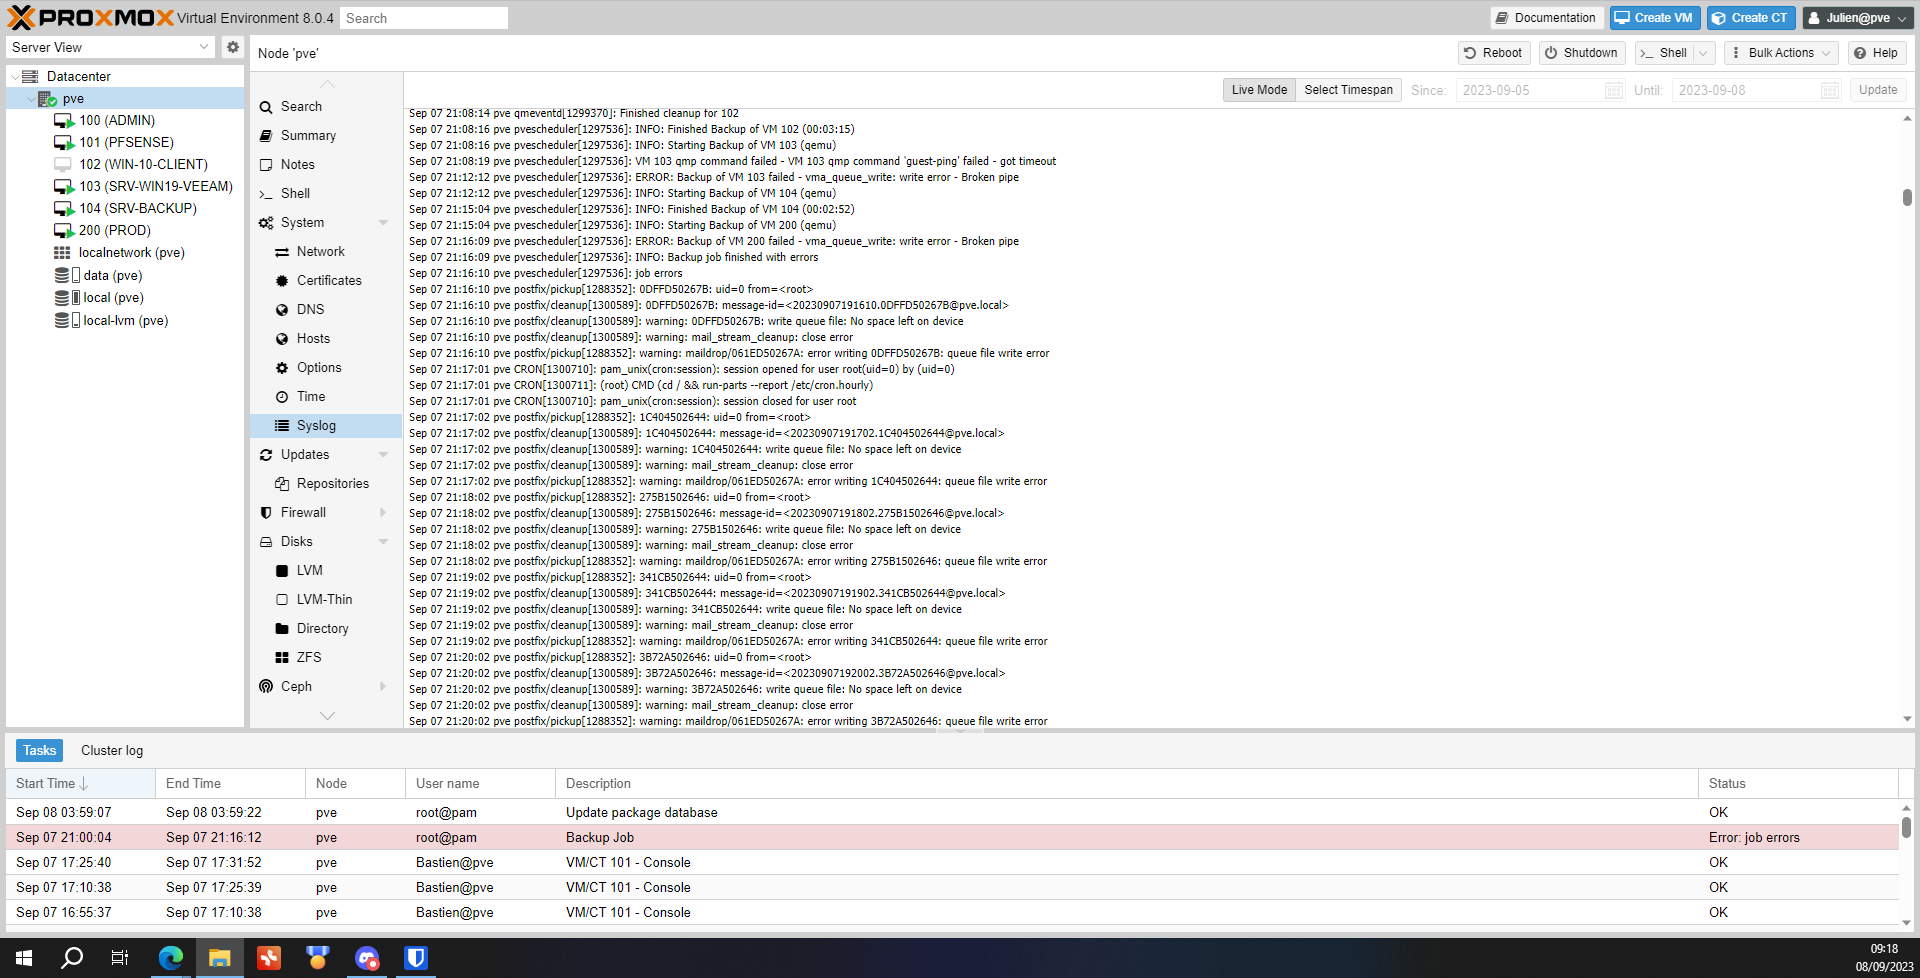 PROXMOX Virtual Environment 8.0.4 Search
Documentation Create VM Create CT Julien@pve
Server View
Node 'pve'
Reboot Shutdown Shell Bulk Actions Help
Datacenter
pve
100 (ADMIN)
101 (PFSENSE)
102 (WIN-10-CLIENT)
103 (SRV-WIN19-VEEAM)
104 (SRV-BACKUP)
200 (PROD)
localnetwork (pve)
data (pve)
local (pve)
local-lvm (pve)
Search
Summary
Notes
Shell
System
Network
Certificates
DNS
Hosts
Options
Time
Syslog
Updates
Repositories
Firewall
Disks
LVM
LVM-Thin
Directory
ZFS
Ceph
Live Mode Select Timespan Since: 2023-09-05 Until: 2023-09-08 Update
Sep 07 21:08:14 pve qmeventd[1299370]: Finished cleanup for 102
Sep 07 21:08:16 pve pvescheduler[1297536]: INFO: Finished Backup of VM 102 (00:03:15)
Sep 07 21:08:16 pve pvescheduler[1297536]: INFO: Starting Backup of VM 103 (qemu)
Sep 07 21:08:19 pve pvescheduler[1297536]: VM 103 qmp command failed - VM 103 qmp command 'guest-ping' failed - got timeout
Sep 07 21:12:12 pve pvescheduler[1297536]: ERROR: Backup of VM 103 failed - vma_queue_write: write error - Broken pipe
Sep 07 21:12:12 pve pvescheduler[1297536]: INFO: Starting Backup of VM 104 (qemu)
Sep 07 21:15:04 pve pvescheduler[1297536]: INFO: Finished Backup of VM 104 (00:02:52)
Sep 07 21:15:04 pve pvescheduler[1297536]: INFO: Starting Backup of VM 200 (qemu)
Sep 07 21:16:09 pve pvescheduler[1297536]: ERROR: Backup of VM 200 failed - vma_queue_write: write error - Broken pipe
Sep 07 21:16:09 pve pvescheduler[1297536]: INFO: Backup job finished with errors
Sep 07 21:16:10 pve pvescheduler[1297536]: job errors
Sep 07 21:16:10 pve postfix/pickup[1288352]: 0DFFD50267B: uid=0 from=<root>
Sep 07 21:16:10 pve postfix/cleanup[1300589]: 0DFFD50267B: message-id=<20230907191610.0DFFD50267B@pve.local>
Sep 07 21:16:10 pve postfix/cleanup[1300589]: warning: 0DFFD50267B: write queue file: No space left on device
Sep 07 21:16:10 pve postfix/cleanup[1300589]: warning: mail_stream_cleanup: close error
Sep 07 21:16:10 pve postfix/pickup[1288352]: warning: maildrop/061ED50267A: error writing 0DFFD50267B: queue file write error
Sep 07 21:17:01 pve CRON[1300710]: pam_unix(cron:session): session opened for user root(uid=0) by (uid=0)
Sep 07 21:17:01 pve CRON[1300711]: (root) CMD (cd / && run-parts --report /etc/cron.hourly)
Sep 07 21:17:01 pve CRON[1300710]: pam_unix(cron:session): session closed for user root
Sep 07 21:17:02 pve postfix/pickup[1288352]: 1C404502644: uid=0 from=<root>
Sep 07 21:17:02 pve postfix/cleanup[1300589]: 1C404502644: message-id=<20230907191702.1C404502644@pve.local>
Sep 07 21:17:02 pve postfix/cleanup[1300589]: warning: 1C404502644: write queue file: No space left on device
Sep 07 21:17:02 pve postfix/cleanup[1300589]: warning: mail_stream_cleanup: close error
Sep 07 21:17:02 pve postfix/pickup[1288352]: warning: maildrop/061ED50267A: error writing 1C404502644: queue file write error
Sep 07 21:18:02 pve postfix/pickup[1288352]: 275B1502646: uid=0 from=<root>
Sep 07 21:18:02 pve postfix/cleanup[1300589]: 275B1502646: message-id=<20230907191802.275B1502646@pve.local>
Sep 07 21:18:02 pve postfix/cleanup[1300589]: warning: 275B1502646: write queue file: No space left on device
Sep 07 21:18:02 pve postfix/cleanup[1300589]: warning: mail_stream_cleanup: close error
Sep 07 21:18:02 pve postfix/pickup[1288352]: warning: maildrop/061ED50267A: error writing 275B1502646: queue file write error
Sep 07 21:19:02 pve postfix/pickup[1288352]: 341CB502644: uid=0 from=<root>
Sep 07 21:19:02 pve postfix/cleanup[1300589]: 341CB502644: message-id=<20230907191902.341CB502644@pve.local>
Sep 07 21:19:02 pve postfix/cleanup[1300589]: warning: 341CB502644: write queue file: No space left on device
Sep 07 21:19:02 pve postfix/cleanup[1300589]: warning: mail_stream_cleanup: close error
Sep 07 21:19:02 pve postfix/pickup[1288352]: warning: maildrop/061ED50267A: error writing 341CB502644: queue file write error
Sep 07 21:20:02 pve postfix/pickup[1288352]: 3B72A502646: uid=0 from=<root>
Sep 07 21:20:02 pve postfix/cleanup[1300589]: 3B72A502646: message-id=<20230907192002.3B72A502646@pve.local>
Sep 07 21:20:02 pve postfix/cleanup[1300589]: warning: 3B72A502646: write queue file: No space left on device
Sep 07 21:20:02 pve postfix/cleanup[1300589]: warning: mail_stream_cleanup: close error
Sep 07 21:20:02 pve postfix/pickup[1288352]: warning: maildrop/061ED50267A: error writing 3B72A502646: queue file write error
Tasks Cluster log
Start Time End Time Node User name Description Status
Sep 08 03:59:07 Sep 08 03:59:22 pve root@pam Update package database OK
Sep 07 21:00:04 Sep 07 21:16:12 pve root@pam Backup Job Error: job errors
Sep 07 17:25:40 Sep 07 17:31:52 pve Bastien@pve VM/CT 101 - Console OK
Sep 07 17:10:38 Sep 07 17:25:39 pve Bastien@pve VM/CT 101 - Console OK
Sep 07 16:55:37 Sep 07 17:10:38 pve Bastien@pve VM/CT 101 - Console OK
09:18
08/09/2023